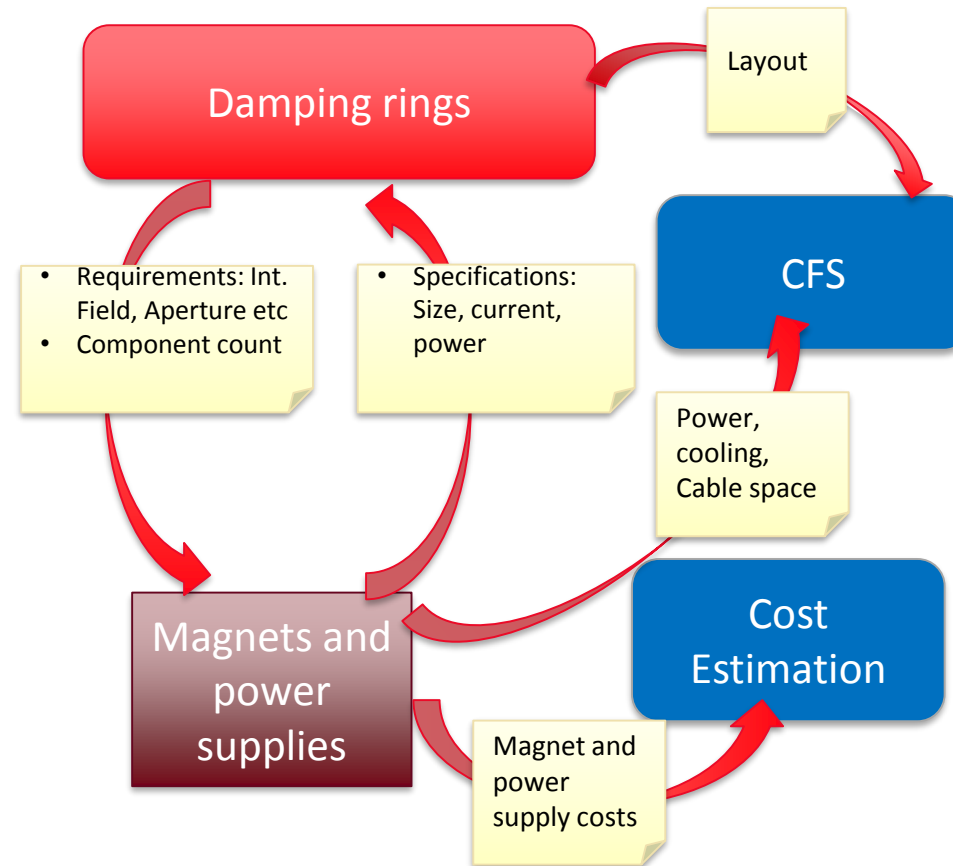 Layout
Damping rings
CFS
• Requirements: Int.
Field, Aperture etc
• Component count
• Specifications:
Size, current,
power
Power,
cooling,
Cable space
Magnets and
power
supplies
Cost
Estimation
Magnet and
power
supply costs